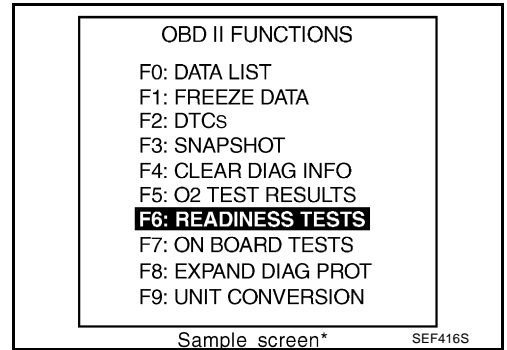 OBD II FUNCTIONS
F0: DATA LIST
F1: FREEZE DATA
F2: DTCs
F3: SNAPSHOT
F4: CLEAR DIAG INFO
F5: O2 TEST RESULTS
F6: READINESS TESTS
F7: ON BOARD TESTS
F8: EXPAND DIAG PROT
F9: UNIT CONVERSION
Sample screen*
SEF416S